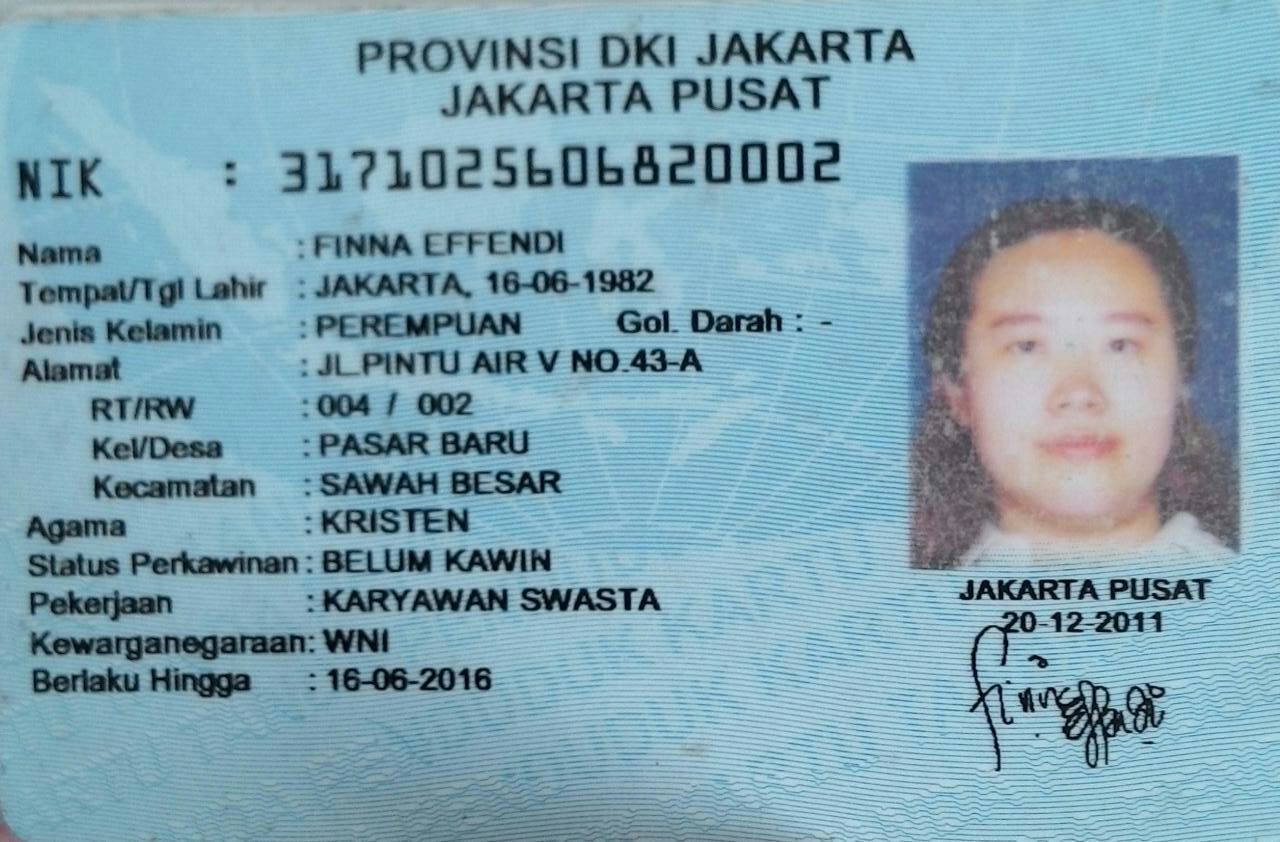 PROVINSI DKI JAKARTA
JAKARTA PUSAT
NIK : 3171025606820002
Nama : FINNA EFFENDI
Tempat/Tgl Lahir : JAKARTA, 16-06-1982
Jenis Kelamin : PEREMPUAN Gol. Darah : -
Alamat : JL.PINTU AIR V NO.43-A
RT/RW : 004 / 002
Kel/Desa : PASAR BARU
Kecamatan : SAWAH BESAR
Agama : KRISTEN
Status Perkawinan : BELUM KAWIN
Pekerjaan : KARYAWAN SWASTA
Kewarganegaraan: WNI
Berlaku Hingga : 16-06-2016
JAKARTA PUSAT
20-12-2011
Finna Effendi